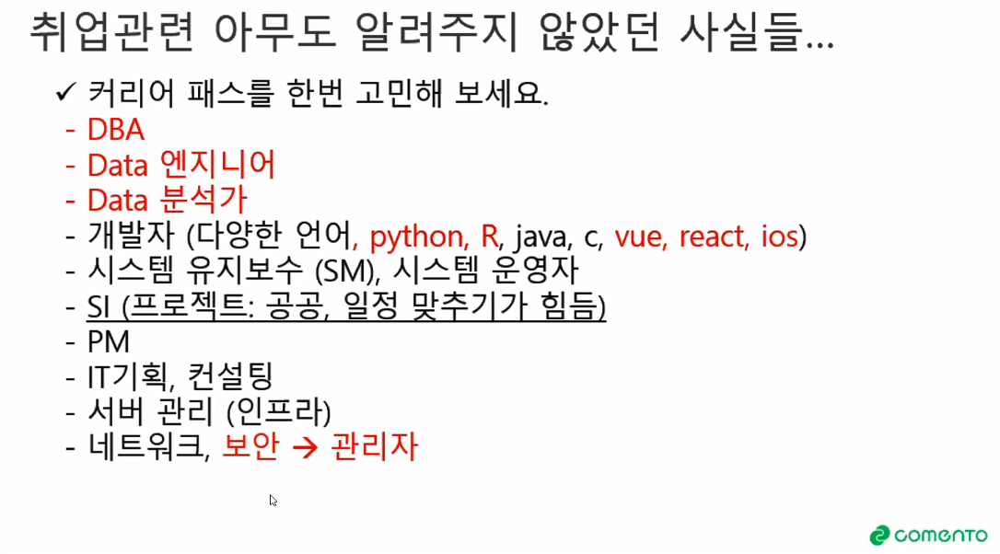 취업관련 아무도 알려주지 않았던 사실들...
✓ 커리어 패스를 한번 고민해 보세요.
- DBA
- Data 엔지니어
- Data 분석가
- 개발자 (다양한 언어, python, R, java, c, vue, react, ios)
- 시스템 유지보수 (SM), 시스템 운영자
- SI (프로젝트: 공공, 일정 맞추기가 힘듬)
- PM
- IT기획, 컨설팅
- 서버 관리 (인프라)
- 네트워크, 보안 → 관리자
comento